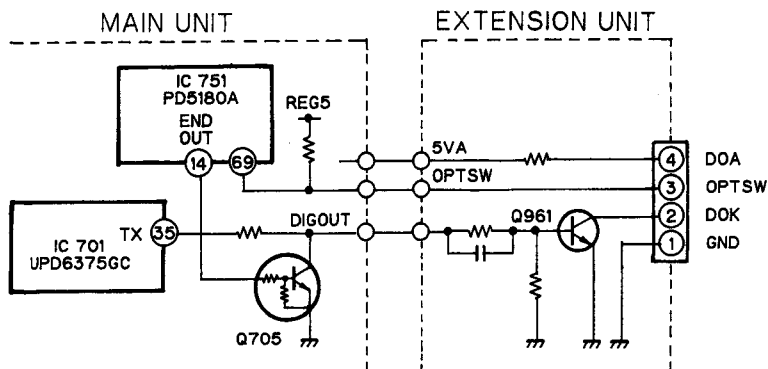 MAIN UNIT
EXTENSION UNIT
IC 751
PD5180A
END
OUT
14
69
REG5
5VA
OPTSW
DIGOUT
TX
35
IC 701
UPD6375GC
Q705
Q961
4 DOA
3 OPTSW
2 DOK
1 GND